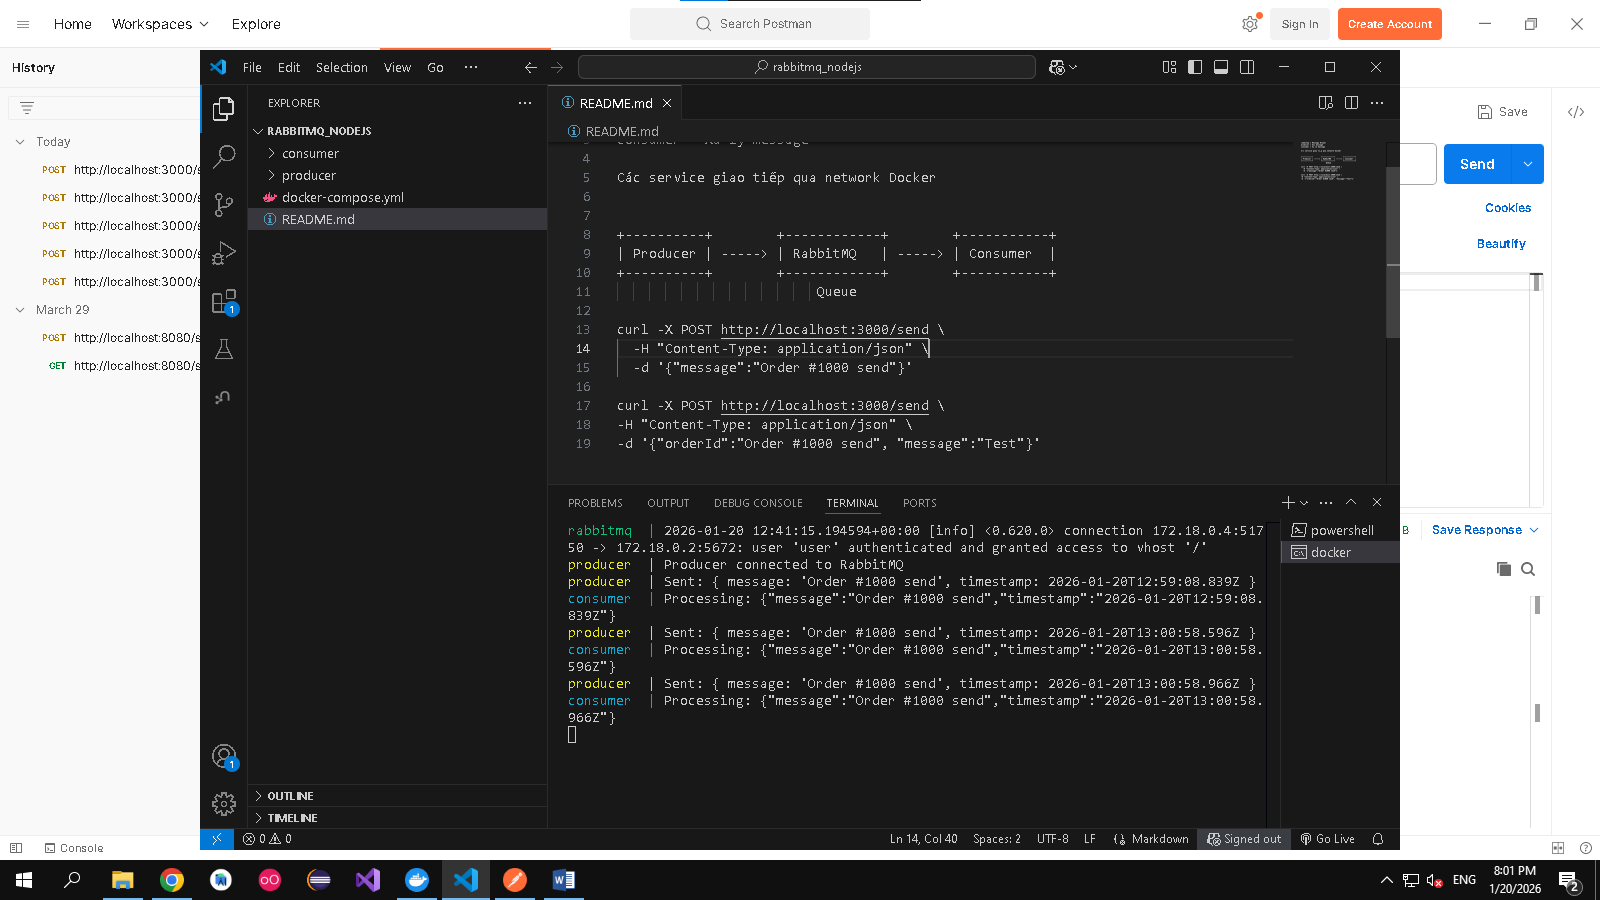 Home Workspaces Explore
Search Postman
Sign In Create Account
History
Today
POST http://localhost:3000/s
POST http://localhost:3000/s
POST http://localhost:3000/s
POST http://localhost:3000/s
POST http://localhost:3000/s
March 29
POST http://localhost:8080/s
GET http://localhost:8080/s
Console
Save
Send
Cookies
Beautify
B Save Response
File Edit Selection View Go ···
rabbitmq_nodejs
EXPLORER
RABBITMQ_NODEJS
consumer
producer
docker-compose.yml
README.md
OUTLINE
TIMELINE
1
1
README.md
README.md
4
5 Các service giao tiếp qua network Docker
6
7
8 +----------+ +------------+ +-----------+
9 | Producer | -----> | RabbitMQ | -----> | Consumer |
10 +----------+ +------------+ +-----------+
11 Queue
12
13 curl -X POST http://localhost:3000/send \
14 -H "Content-Type: application/json" \
15 -d '{"message":"Order #1000 send"}'
16
17 curl -X POST http://localhost:3000/send \
18 -H "Content-Type: application/json" \
19 -d '{"orderId":"Order #1000 send", "message":"Test"}'
PROBLEMS OUTPUT DEBUG CONSOLE TERMINAL PORTS
rabbitmq | 2026-01-20 12:41:15.194594+00:00 [info] <0.620.0> connection 172.18.0.4:517
50 -> 172.18.0.2:5672: user 'user' authenticated and granted access to vhost '/'
producer | Producer connected to RabbitMQ
producer | Sent: { message: 'Order #1000 send', timestamp: 2026-01-20T12:59:08.839Z }
consumer | Processing: {"message":"Order #1000 send","timestamp":"2026-01-20T12:59:08.
839Z"}
producer | Sent: { message: 'Order #1000 send', timestamp: 2026-01-20T13:00:58.596Z }
consumer | Processing: {"message":"Order #1000 send","timestamp":"2026-01-20T13:00:58.
596Z"}
producer | Sent: { message: 'Order #1000 send', timestamp: 2026-01-20T13:00:58.966Z }
consumer | Processing: {"message":"Order #1000 send","timestamp":"2026-01-20T13:00:58.
966Z"}
powershell
docker
0 0
Ln 14, Col 40 Spaces: 2 UTF-8 LF Markdown Signed out Go Live
ENG
8:01 PM
1/20/2026
2